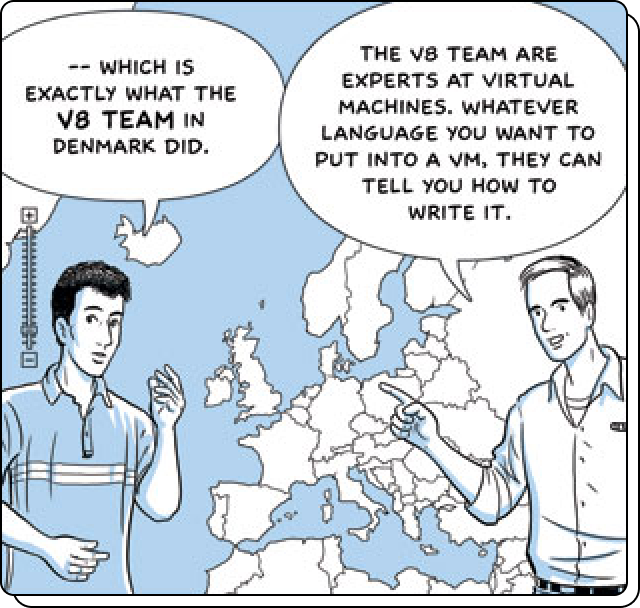 -- WHICH IS
EXACTLY WHAT THE
V8 TEAM IN
DENMARK DID.
THE V8 TEAM ARE
EXPERTS AT VIRTUAL
MACHINES. WHATEVER
LANGUAGE YOU WANT TO
PUT INTO A VM, THEY CAN
TELL YOU HOW TO
WRITE IT.
+
-